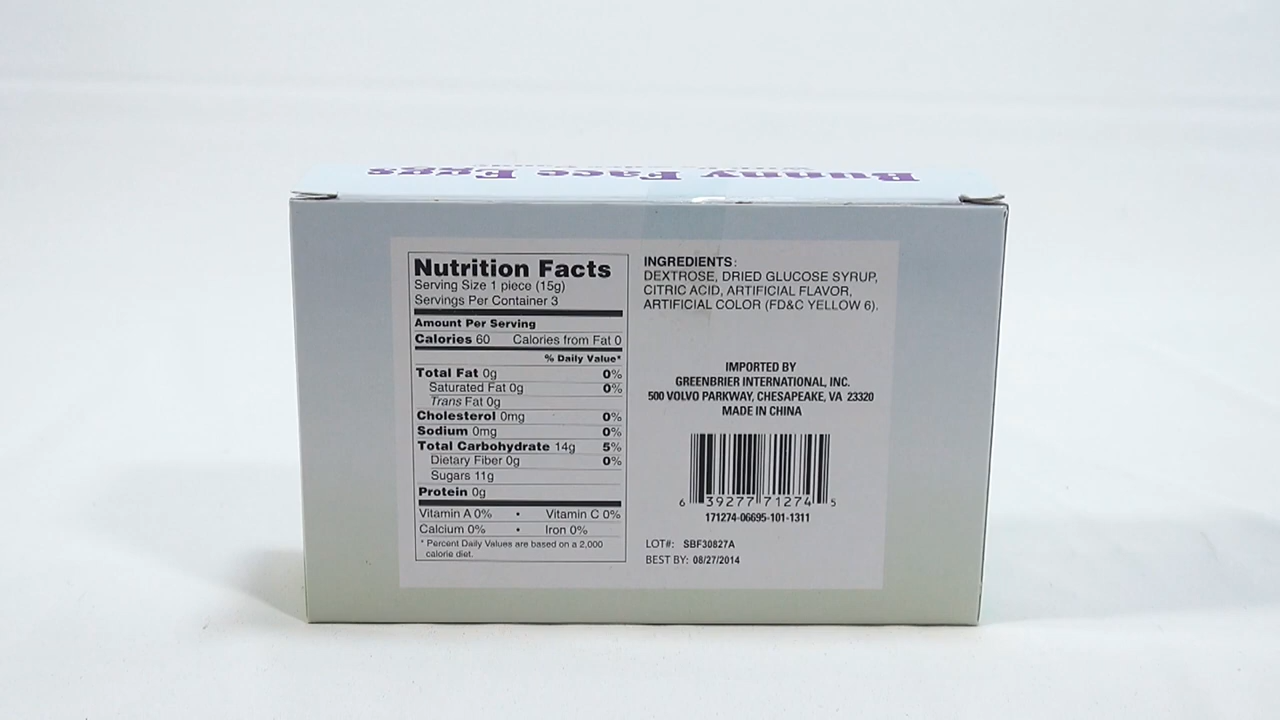 Bunny Face Eggs
Nutrition Facts
Serving Size 1 piece (15g)
Servings Per Container 3
Amount Per Serving
Calories 60 Calories from Fat 0
% Daily Value*
Total Fat 0g 0%
Saturated Fat 0g 0%
Trans Fat 0g
Cholesterol 0mg 0%
Sodium 0mg 0%
Total Carbohydrate 14g 5%
Dietary Fiber 0g 0%
Sugars 11g
Protein 0g
Vitamin A 0% • Vitamin C 0%
Calcium 0% • Iron 0%
* Percent Daily Values are based on a 2,000
calorie diet.
INGREDIENTS:
DEXTROSE, DRIED GLUCOSE SYRUP,
CITRIC ACID, ARTIFICIAL FLAVOR,
ARTIFICIAL COLOR (FD&C YELLOW 6).
IMPORTED BY
GREENBRIER INTERNATIONAL, INC.
500 VOLVO PARKWAY, CHESAPEAKE, VA 23320
MADE IN CHINA
6 39277 71274 5
171274-06695-101-1311
LOT#: SBF30827A
BEST BY: 08/27/2014